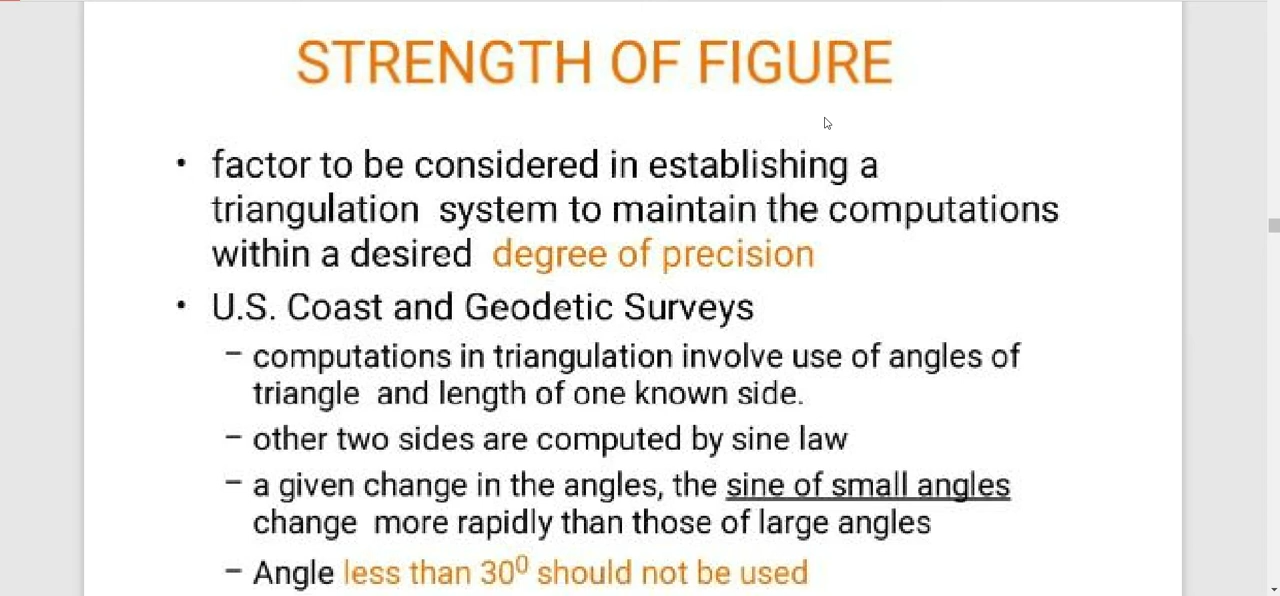 STRENGTH OF FIGURE
• factor to be considered in establishing a
triangulation system to maintain the computations
within a desired degree of precision
• U.S. Coast and Geodetic Surveys
– computations in triangulation involve use of angles of
triangle and length of one known side.
– other two sides are computed by sine law
– a given change in the angles, the sine of small angles
change more rapidly than those of large angles
– Angle less than 30⁰ should not be used